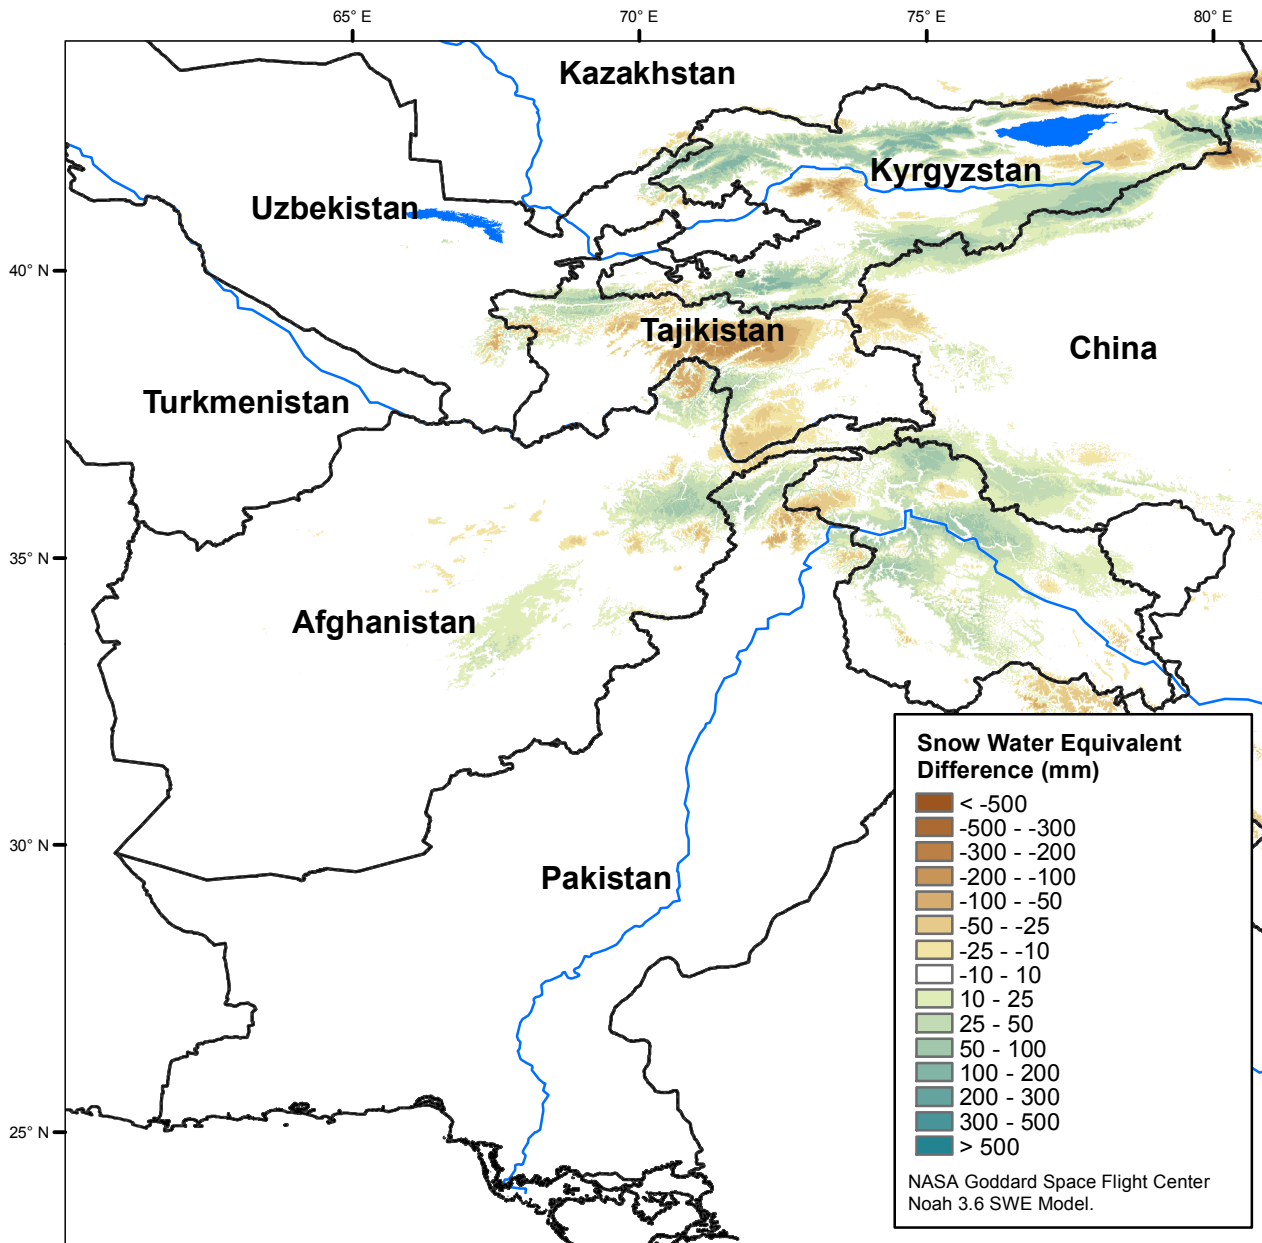 65° E
70° E
75° E
80° E
Kazakhstan
Kyrgyzstan
Uzbekistan
40° N
Tajikistan
China
Turkmenistan
35° N
Afghanistan
Snow Water Equivalent
Difference (mm)
< -500
-500 - -300
30° N
-300 - -200
Pakistan
-200 - -100
-100 - -50
-50 - -25
-25 - -10
-10 - 10
10 - 25
25 - 50
50 - 100
100 - 200
200 - 300
300 - 500
25° N
> 500
NASA Goddard Space Flight Center
Noah 3.6 SWE Model.